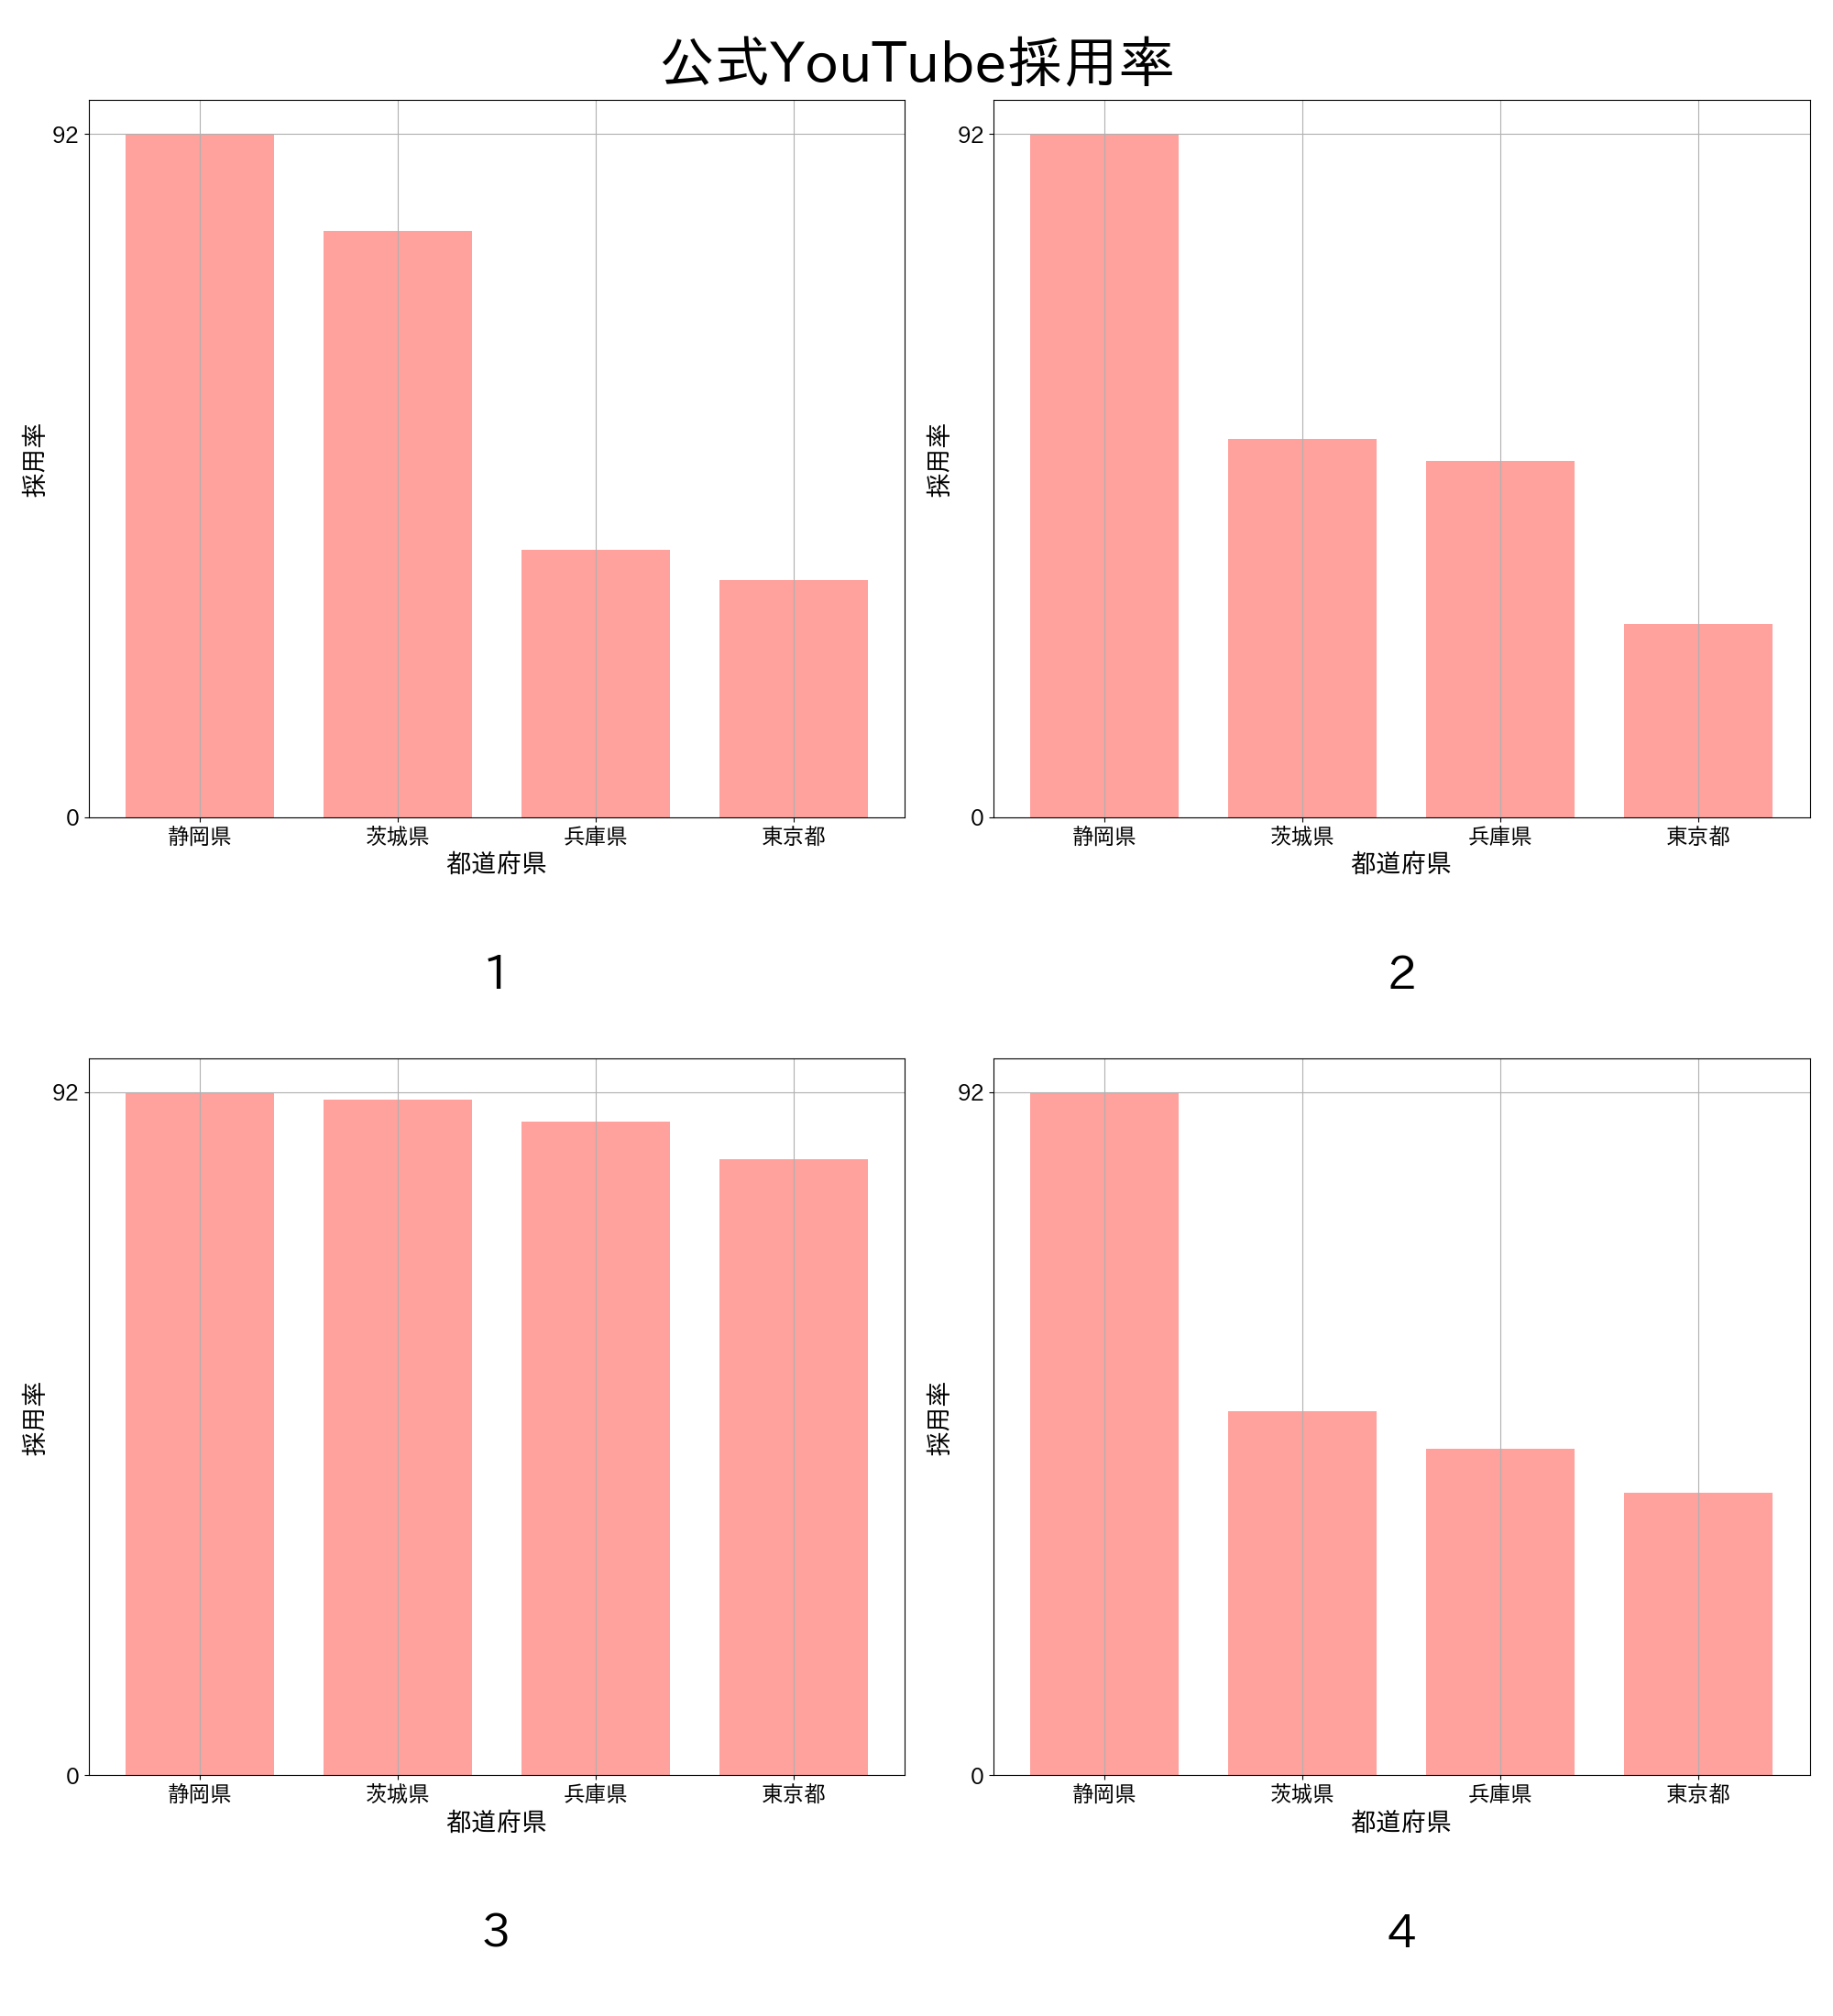 公式YouTube採用率
92
0
採用率
静岡県 茨城県 兵庫県 東京都
都道府県
1
92
0
採用率
静岡県 茨城県 兵庫県 東京都
都道府県
2
92
0
採用率
静岡県 茨城県 兵庫県 東京都
都道府県
3
92
0
採用率
静岡県 茨城県 兵庫県 東京都
都道府県
4